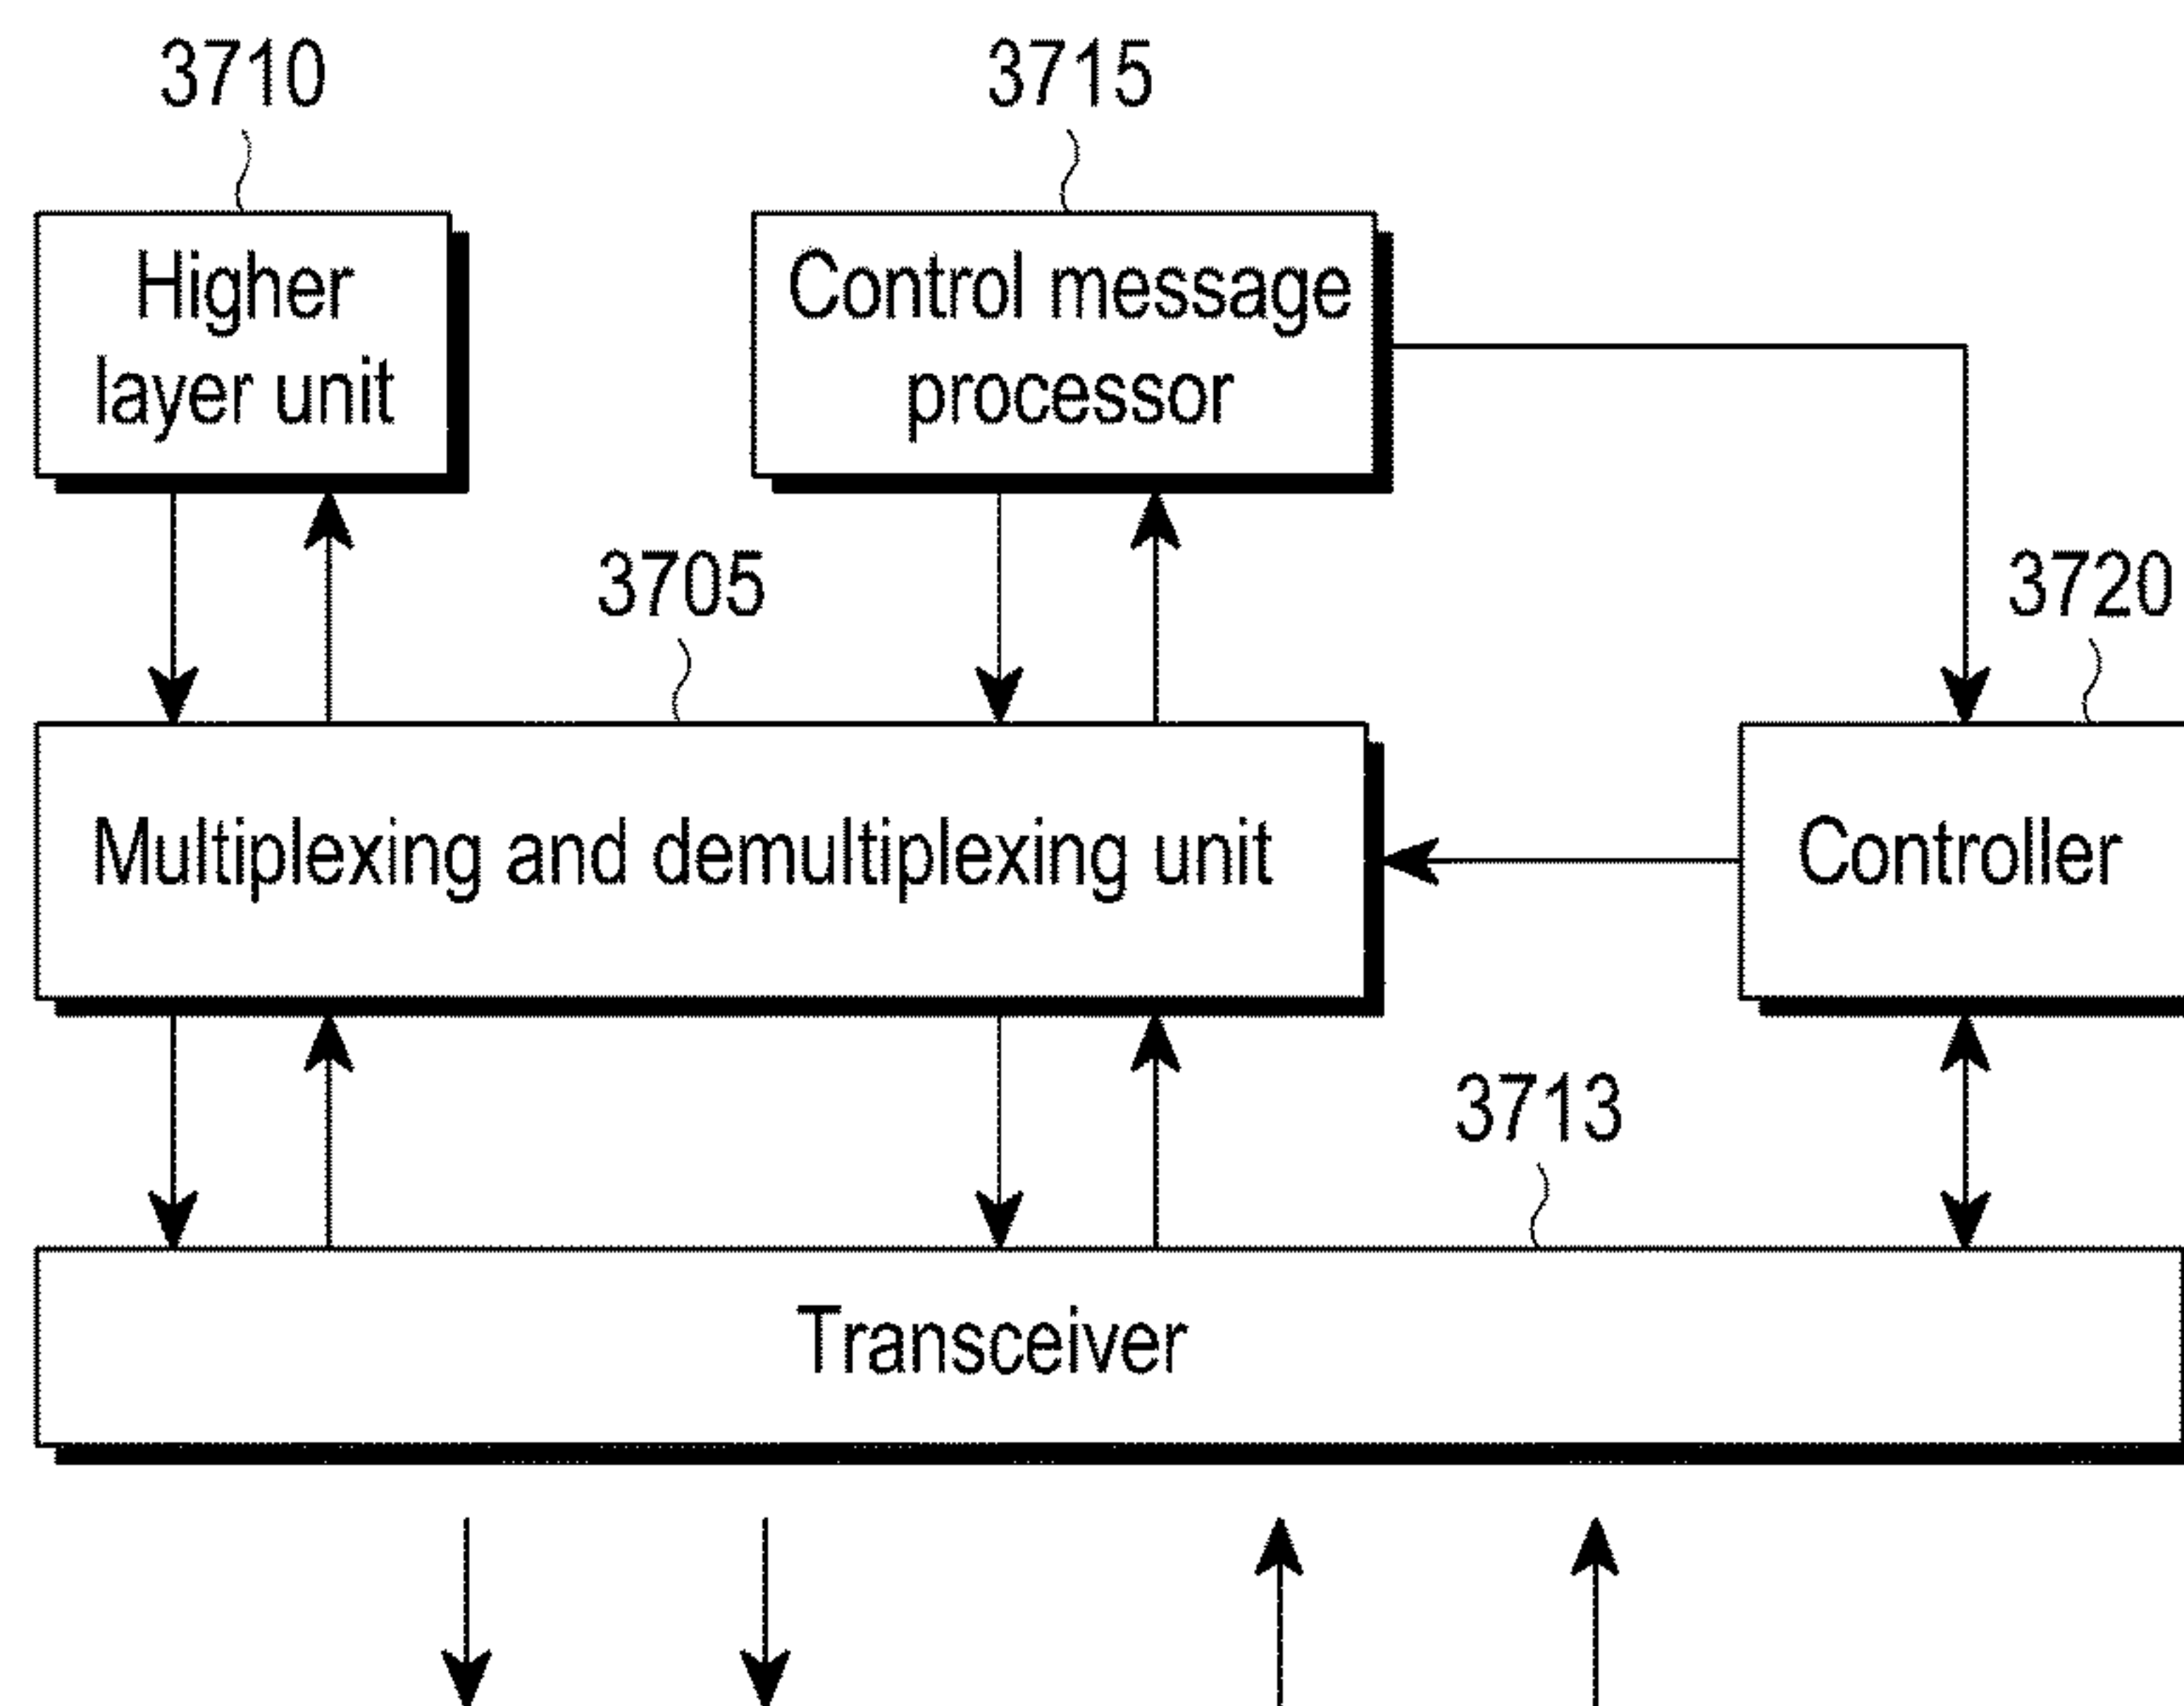 3710
3715
Higher
layer unit
Control message
processor
3705
3720
Multiplexing and demultiplexing unit
Controller
3713
Transceiver